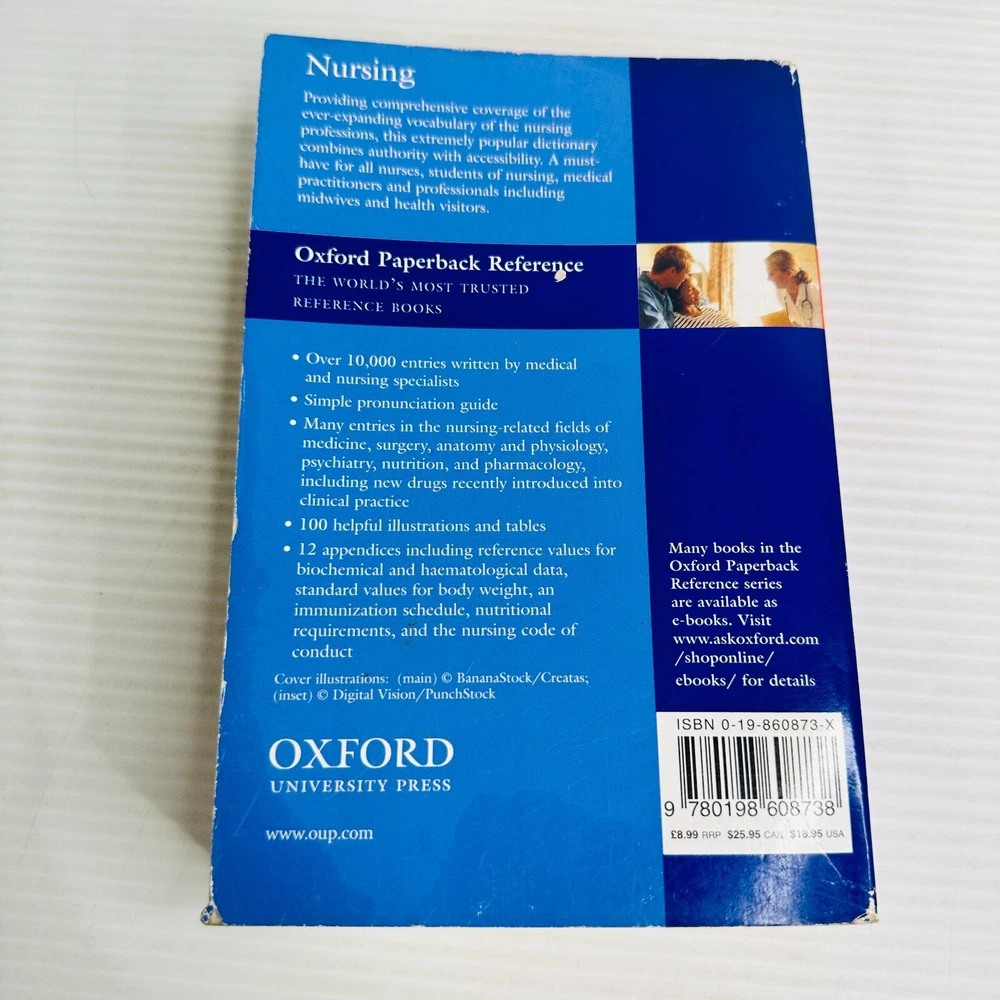 Nursing
Providing comprehensive coverage of the
ever-expanding vocabulary of the nursing
professions, this extremely popular dictionary
combines authority with accessibility. A must-
have for all nurses, students of nursing, medical
practitioners and professionals including
midwives and health visitors.
Oxford Paperback Reference
THE WORLD'S MOST TRUSTED
REFERENCE BOOKS
• Over 10,000 entries written by medical
and nursing specialists
• Simple pronunciation guide
• Many entries in the nursing-related fields of
medicine, surgery, anatomy and physiology,
psychiatry, nutrition, and pharmacology,
including new drugs recently introduced into
clinical practice
• 100 helpful illustrations and tables
• 12 appendices including reference values for
biochemical and haematological data,
standard values for body weight, an
immunization schedule, nutritional
requirements, and the nursing code of
conduct
Cover illustrations: (main) © BananaStock/Creatas;
(inset) © Digital Vision/PunchStock
OXFORD
UNIVERSITY PRESS
www.oup.com
Many books in the
Oxford Paperback
Reference series
are available as
e-books. Visit
www.askoxford.com
/shoponline/
ebooks/ for details
ISBN 0-19-860873-X
9 780198 608738
£8.99 RRP $25.95 CAN $18.95 USA